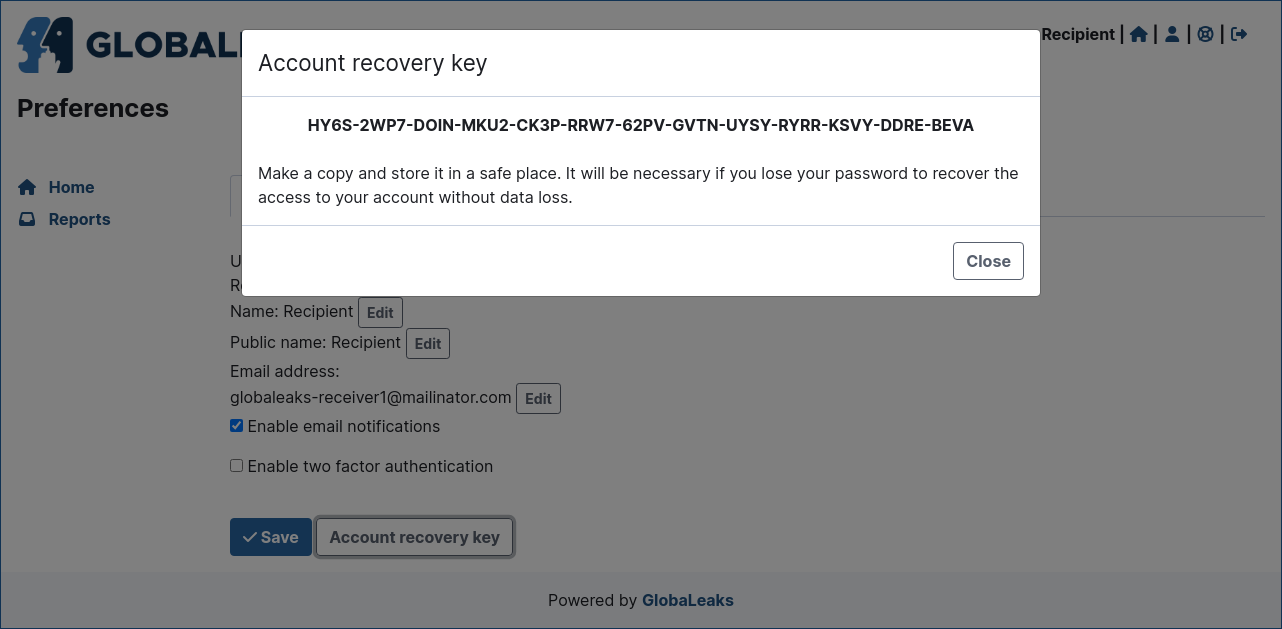 GLOBAL
Recipient | | | |
Account recovery key
Preferences
HY6S-2WP7-DOIN-MKU2-CK3P-RRW7-62PV-GVTN-UYSY-RYRR-KSVY-DDRE-BEVA
Make a copy and store it in a safe place. It will be necessary if you lose your password to recover the
access to your account without data loss.
Home
Reports
Close
Name: Recipient Edit
Public name: Recipient Edit
Email address:
globaleaks-receiver1@mailinator.com Edit
Enable email notifications
Enable two factor authentication
Save Account recovery key
Powered by GlobaLeaks